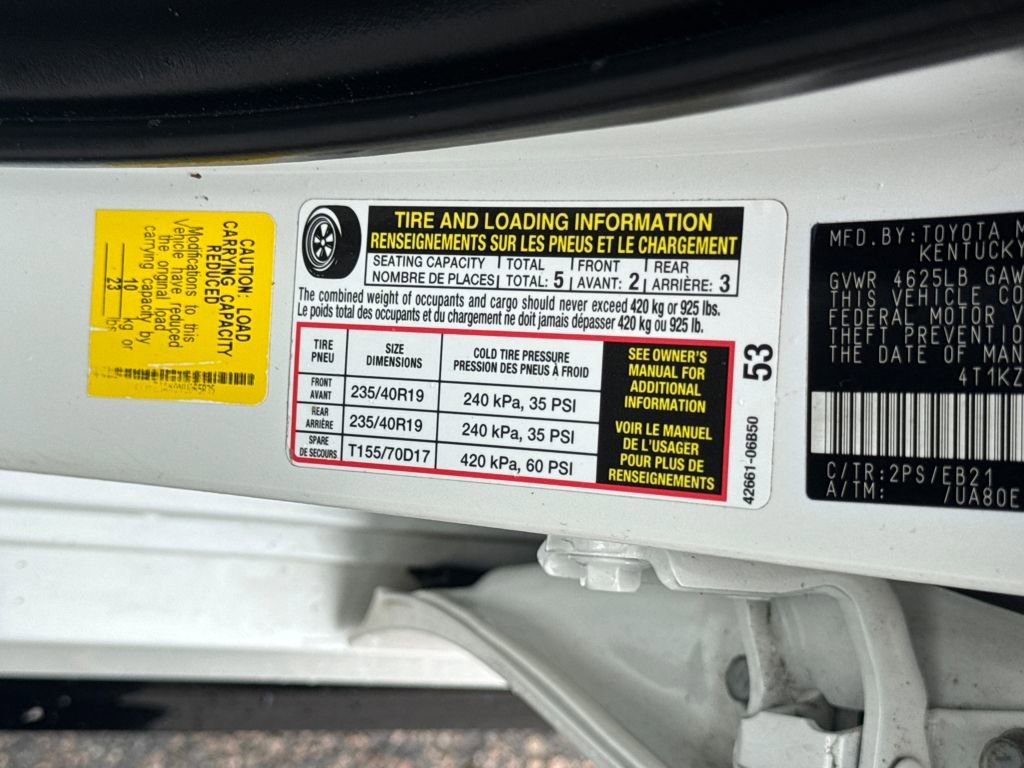 CAUTION: LOAD
CARRYING CAPACITY
REDUCED
Modifications to this
Vehicle have reduced
the original load
carrying capacity by
10 kg or
23 lbs
TIRE AND LOADING INFORMATION
RENSEIGNEMENTS SUR LES PNEUS ET LE CHARGEMENT
SEATING CAPACITY TOTAL FRONT REAR
NOMBRE DE PLACES TOTAL: 5 AVANT: 2 ARRIÈRE: 3
The combined weight of occupants and cargo should never exceed 420 kg or 925 lbs.
Le poids total des occupants et du chargement ne doit jamais dépasser 420 kg ou 925 lb.
TIRE SIZE COLD TIRE PRESSURE
PNEU DIMENSIONS PRESSION DES PNEUS À FROID
FRONT
AVANT 235/40R19 240 kPa, 35 PSI
REAR
ARRIÈRE 235/40R19 240 kPa, 35 PSI
SPARE
DE SECOURS T155/70D17 420 kPa, 60 PSI
SEE OWNER'S
MANUAL FOR
ADDITIONAL
INFORMATION
VOIR LE MANUEL
DE L'USAGER
POUR PLUS DE
RENSEIGNEMENTS
53
42661-06B50
MFD.BY:TOYOTA M
KENTUCKY
GVWR 4625LB GAW
THIS VEHICLE CO
FEDERAL MOTOR V
THEFT PREVENTIO
THE DATE OF MAN
4T1KZ
C/TR:2PS/EB21
A/TM: /UA80E